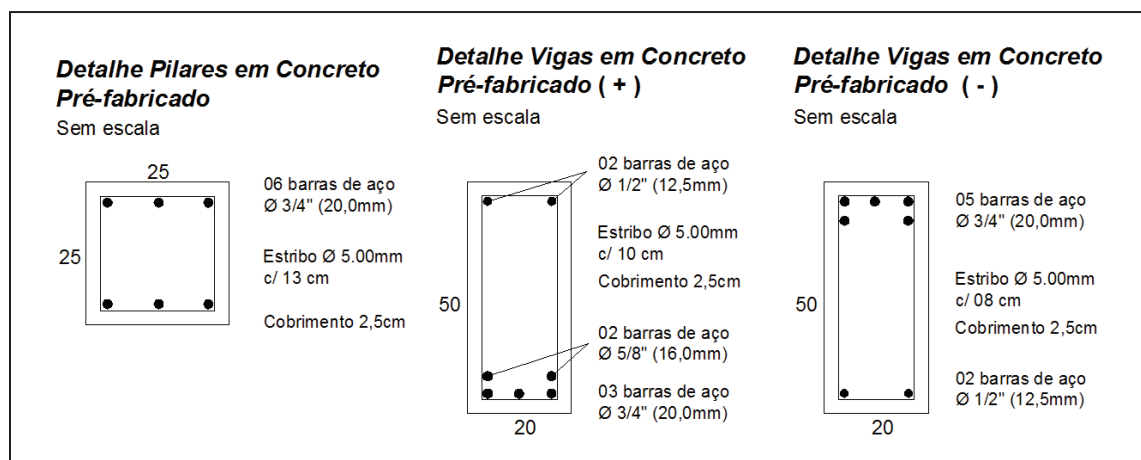 Detalhe Pilares em Concreto
Pré-fabricado
Sem escala
25
25
06 barras de aço
Ø 3/4" (20,0mm)
Estribo Ø 5.00mm
c/ 13 cm
Cobrimento 2,5cm
Detalhe Vigas em Concreto
Pré-fabricado ( + )
Sem escala
50
20
02 barras de aço
Ø 1/2" (12,5mm)
Estribo Ø 5.00mm
c/ 10 cm
Cobrimento 2,5cm
02 barras de aço
Ø 5/8" (16,0mm)
03 barras de aço
Ø 3/4" (20,0mm)
Detalhe Vigas em Concreto
Pré-fabricado ( - )
Sem escala
50
20
05 barras de aço
Ø 3/4" (20,0mm)
Estribo Ø 5.00mm
c/ 08 cm
Cobrimento 2,5cm
02 barras de aço
Ø 1/2" (12,5mm)